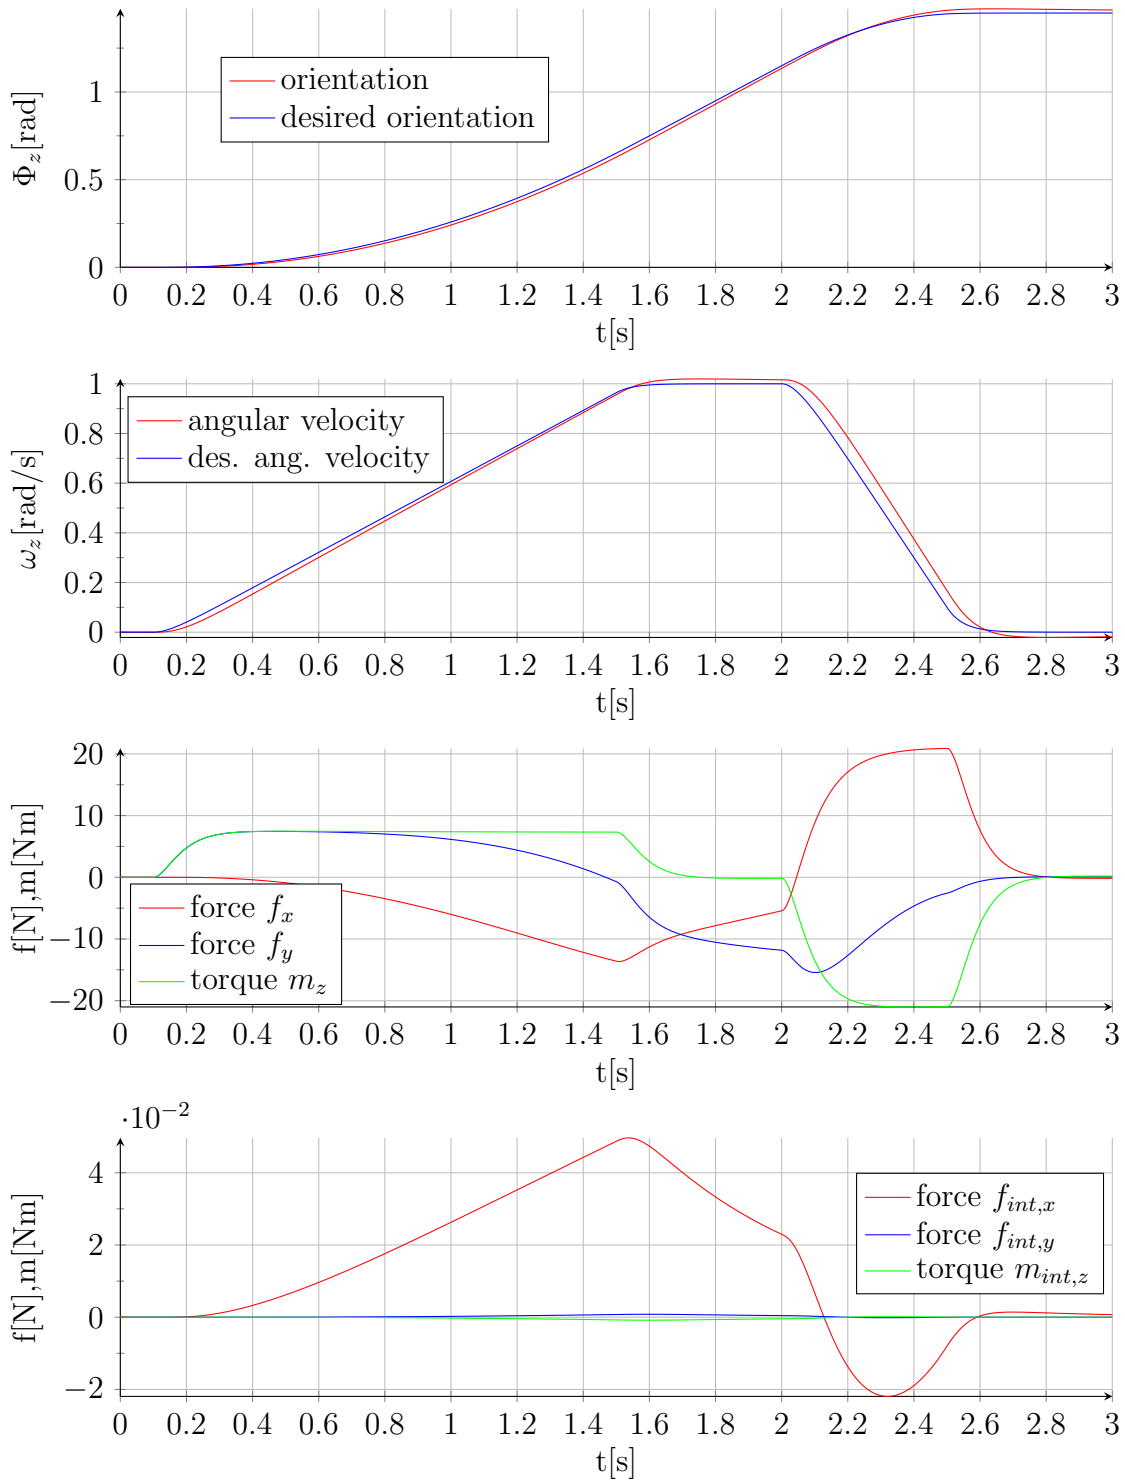 Φz[rad]
1
0.5
0
orientation
desired orientation
0 0.2 0.4 0.6 0.8 1 1.2 1.4 1.6 1.8 2 2.2 2.4 2.6 2.8 3
t[s]
ωz[rad/s]
1
0.8
0.6
0.4
0.2
0
angular velocity
des. ang. velocity
0 0.2 0.4 0.6 0.8 1 1.2 1.4 1.6 1.8 2 2.2 2.4 2.6 2.8 3
t[s]
f[N],m[Nm]
20
10
0
−10
−20
force fx
force fy
torque mz
0 0.2 0.4 0.6 0.8 1 1.2 1.4 1.6 1.8 2 2.2 2.4 2.6 2.8 3
t[s]
·10−2
f[N],m[Nm]
4
2
0
−2
force fint,x
force fint,y
torque mint,z
0 0.2 0.4 0.6 0.8 1 1.2 1.4 1.6 1.8 2 2.2 2.4 2.6 2.8 3
t[s]